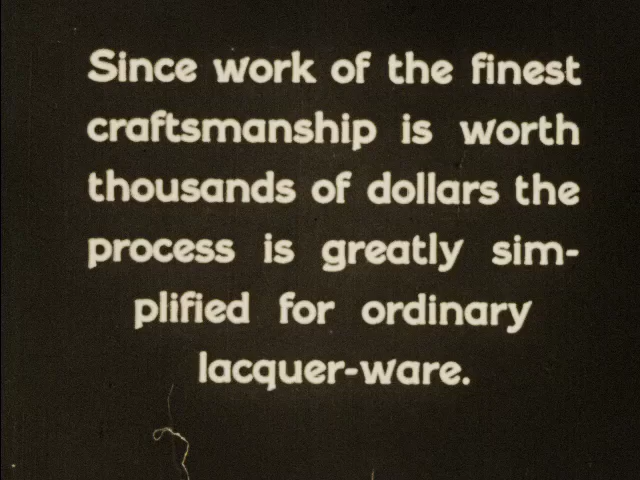 Since work of the finest
craftsmanship is worth
thousands of dollars the
process is greatly sim-
plified for ordinary
lacquer-ware.